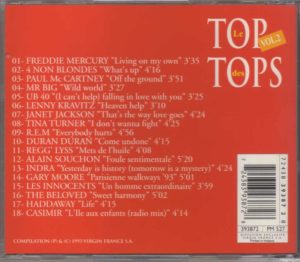 Le
TOP
VOL.2
des
TOPS
01- FREDDIE MERCURY "Living on my own" 3'35
02- 4 NON BLONDES "What's up" 4'16
03- PAUL Mc CARTNEY "Off the ground" 3'51
04- MR BIG "Wild world" 3'27
05- UB 40 "(I can't help) falling in love with you" 3'25
06- LENNY KRAVITZ "Heaven help" 3'10
07- JANET JACKSON "That's the way love goes" 4'24
08- TINA TURNER "I don't wanna fight" 4'25
09- R.E.M "Everybody hurts" 4'56
10- DURAN DURAN "Come undone" 4'15
11- REGG' LYSS "Mets de l'huile" 4'08
12- ALAIN SOUCHON "Foule sentimentale" 5'20
13- INDRA "Yesterday is history (tomorrow is a mystery)" 4'24
14- GARY MOORE "Parisienne walkways '93" 5'01
15- LES INNOCENTS "Un homme extraordinaire" 3'59
16- THE BELOVED "Sweet harmony" 5'02
17- HADDAWAY "Life" 4'15
18- CASIMIR "L'île aux enfants (radio mix)" 4'14
COMPILATION (P) & (C) 1993 VIRGIN FRANCE S.A.
393872 PM 527